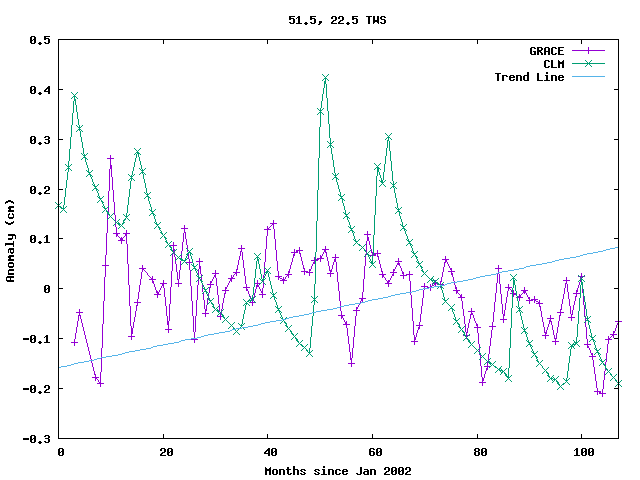 51.5, 22.5 TWS
GRACE
CLM
Trend Line
0.5
0.4
0.3
0.2
0.1
0
-0.1
-0.2
-0.3
Anomaly (cm)
0 20 40 60 80 100
Months since Jan 2002